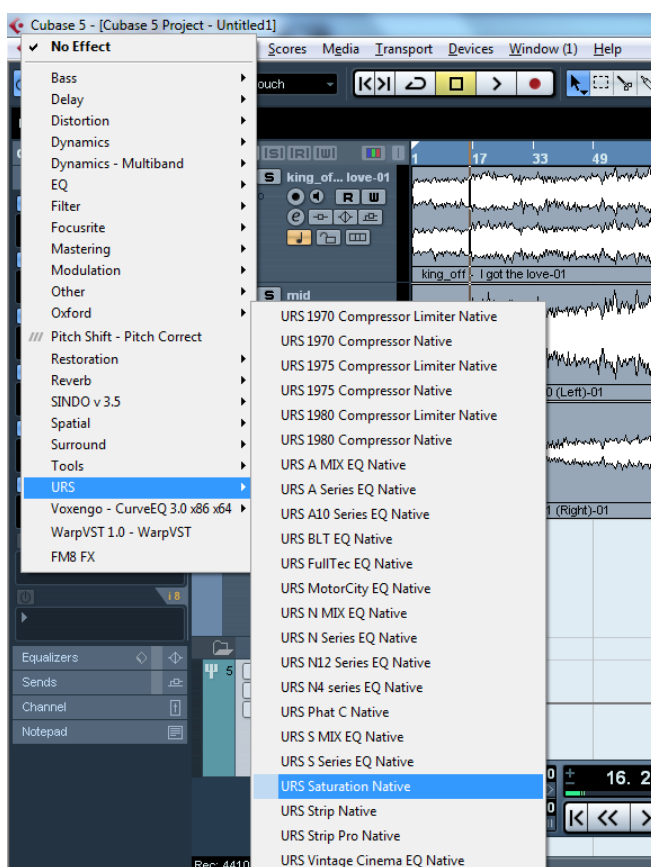 Cubase 5 - [Cubase 5 Project - Untitled1]
No Effect
Scores Media Transport Devices Window (1) Help
Bass
Delay
Distortion
Dynamics
Dynamics - Multiband
EQ
Filter
Focusrite
Mastering
Modulation
Other
Oxford
Pitch Shift - Pitch Correct
Restoration
Reverb
SINDO v 3.5
Spatial
Surround
Tools
URS
Voxengo - CurveEQ 3.0 x86 x64
WarpVST 1.0 - WarpVST
FM8 FX
ouch
S R W
1 17 33 49
S king_of... love-01
R W
e
king_off - I got the love-01
S mid
0 (Left)-01
1 (Right)-01
URS 1970 Compressor Limiter Native
URS 1970 Compressor Native
URS 1975 Compressor Limiter Native
URS 1975 Compressor Native
URS 1980 Compressor Limiter Native
URS 1980 Compressor Native
URS A MIX EQ Native
URS A Series EQ Native
URS A10 Series EQ Native
URS BLT EQ Native
URS FullTec EQ Native
URS MotorCity EQ Native
URS N MIX EQ Native
URS N Series EQ Native
URS N12 Series EQ Native
URS N4 series EQ Native
URS Phat C Native
URS S MIX EQ Native
URS S Series EQ Native
URS Saturation Native
URS Strip Native
URS Strip Pro Native
URS Vintage Cinema EQ Native
i8
Equalizers
Sends
Channel
Notepad
5
0
16. 2
0
Rec: 4410